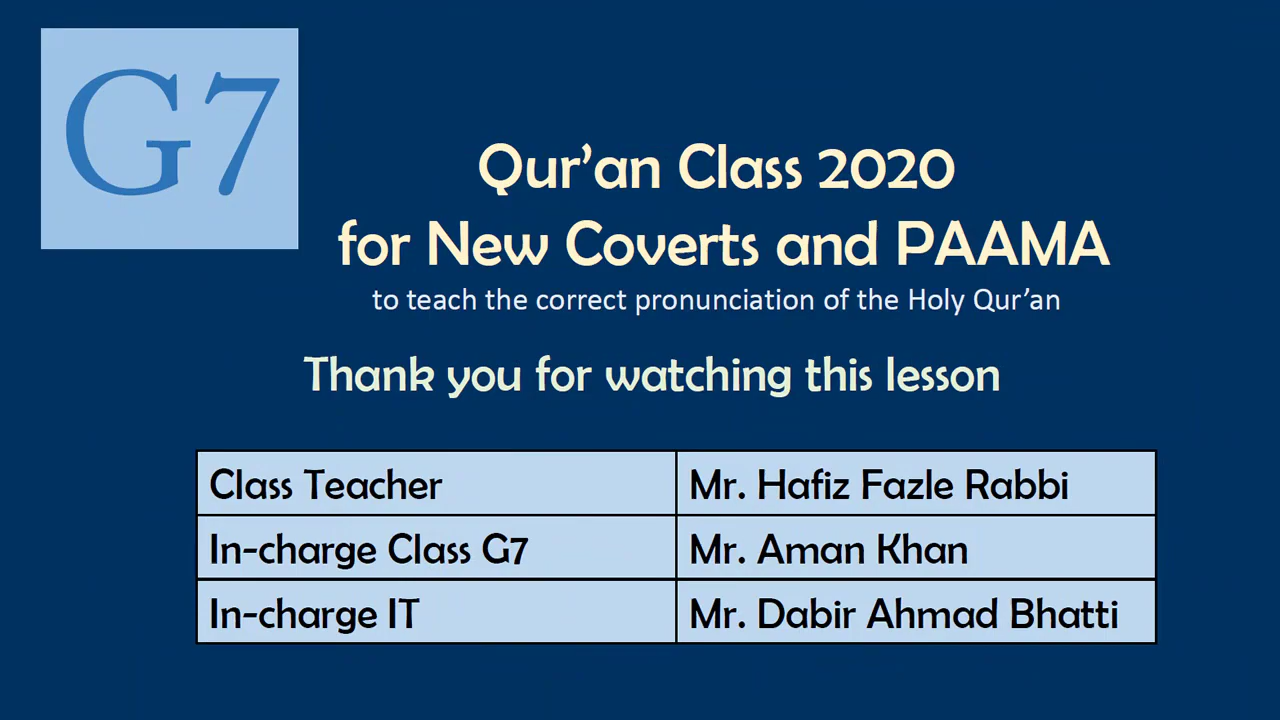 G7
Qur’an Class 2020
for New Coverts and PAAMA
to teach the correct pronunciation of the Holy Qur’an
Thank you for watching this lesson
Class Teacher Mr. Hafiz Fazle Rabbi
In-charge Class G7 Mr. Aman Khan
In-charge IT Mr. Dabir Ahmad Bhatti